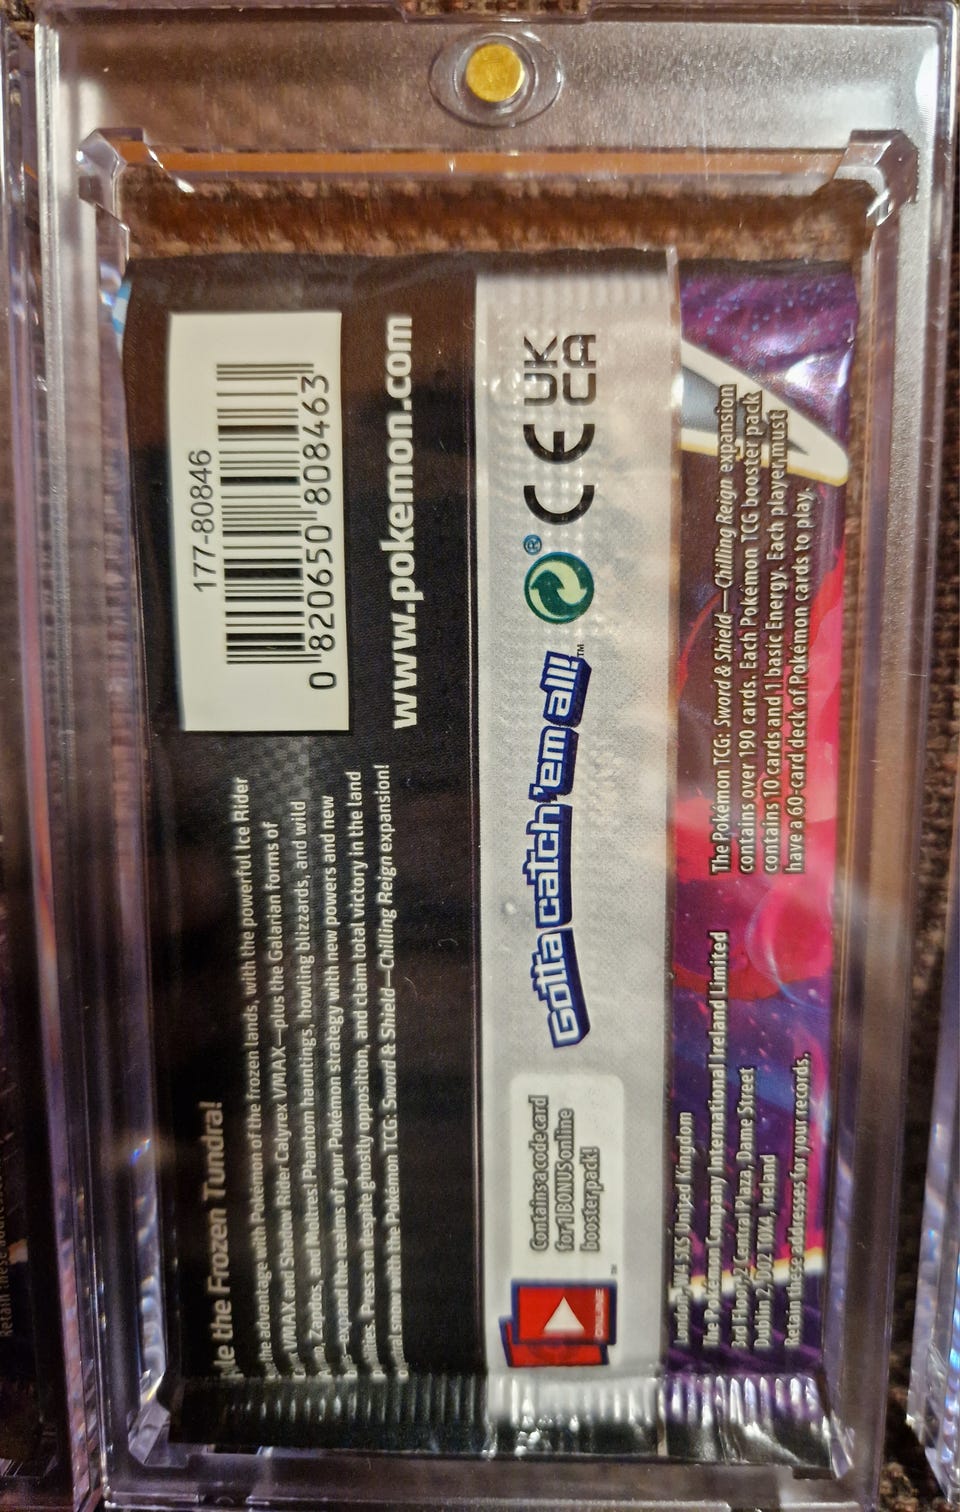 le the Frozen Tundra!
the advantage with Pokémon of the frozen lands, with the powerful Ice Rider
VMAX and Shadow Rider Calyrex VMAX—plus the Galarian forms of
Zapdos, and Moltres! Phantom hauntings, howling blizzards, and wild
—expand the realms of your Pokémon strategy with new powers and new
Press on despite ghostly opposition, and claim total victory in the land
snow with the Pokémon TCG: Sword & Shield—Chilling Reign expansion!
177-80846
0 820650 808463
www.pokemon.com
Contains a code card
for 1 BONUS online
booster pack!
ONLINE
TM
Gotta catch 'em all!™
®
CE
UK
CA
London, W4 5XS United Kingdom
The Pokémon Company International Ireland Limited
3rd Floor, 2 Central Plaza, Dame Street
Dublin 2, D02 T0X4, Ireland
Retain these addresses for your records.
The Pokémon TCG: Sword & Shield—Chilling Reign expansion
contains over 190 cards. Each Pokémon TCG booster pack
contains 10 cards and 1 basic Energy. Each player must
have a 60-card deck of Pokémon cards to play.
Retain these